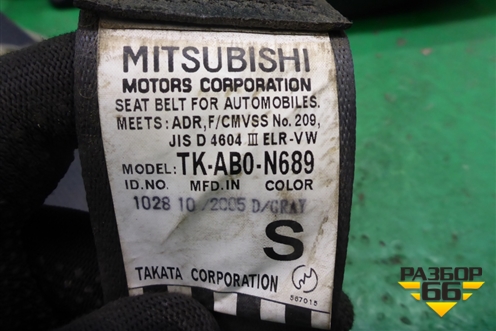 MITSUBISHI
MOTORS CORPORATION
SEAT BELT FOR AUTOMOBILES.
MEETS: ADR, F/CMVSS No. 209,
JIS D 4604 III ELR-VW
MODEL: TK-AB0-N689
ID.NO. MFD.IN COLOR
1028 10/2005 D/GRAY
S
TAKATA CORPORATION
567015
РАЗБОР
66